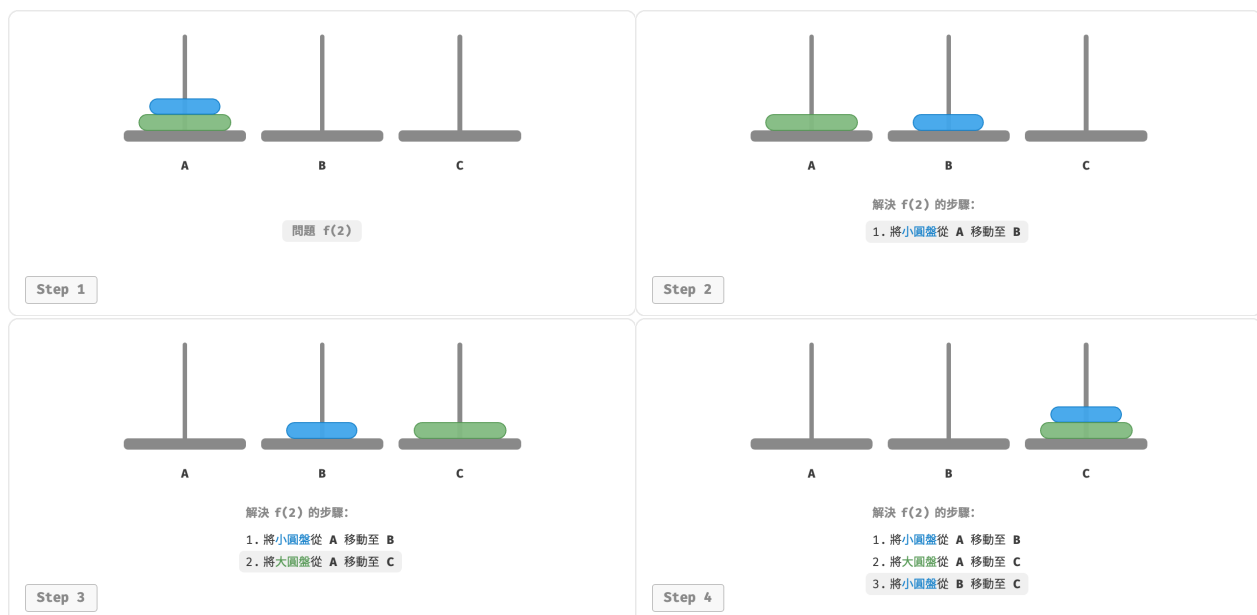 A B C
問題 f(2)
Step 1
A B C
解決 f(2) 的步驟:
1. 將小圓盤從 A 移動至 B
Step 2
A B C
解決 f(2) 的步驟:
1. 將小圓盤從 A 移動至 B
2. 將大圓盤從 A 移動至 C
Step 3
A B C
解決 f(2) 的步驟:
1. 將小圓盤從 A 移動至 B
2. 將大圓盤從 A 移動至 C
3. 將小圓盤從 B 移動至 C
Step 4